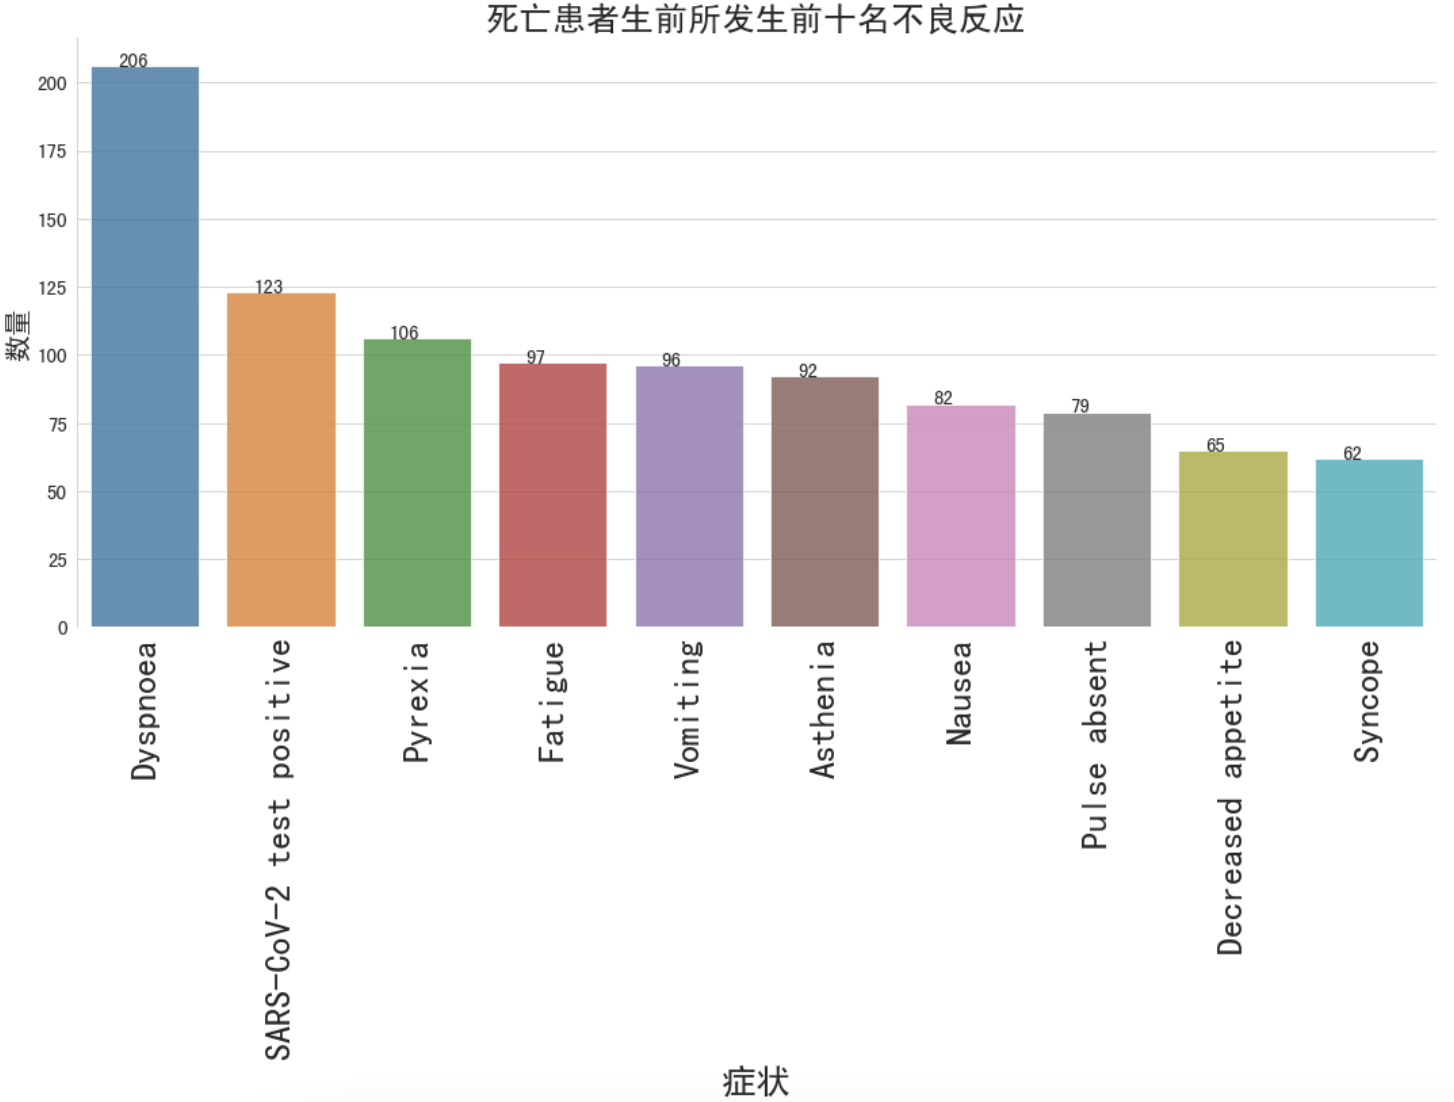 死亡患者生前所发生前十名不良反应
数量
200
175
150
125
100
75
50
25
0
206
123
106
97
96
92
82
79
65
62
Dyspnoea
SARS-CoV-2 test positive
Pyrexia
Fatigue
Vomiting
Asthenia
Nausea
Pulse absent
Decreased appetite
Syncope
症状